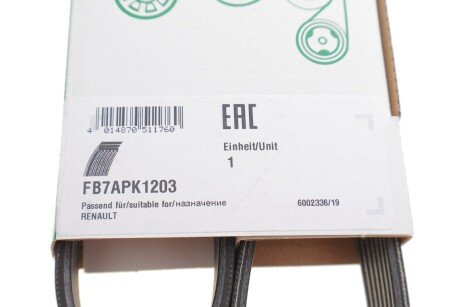 4 014870 511760
EAC
Einheit/Unit
1
FB7APK1203
Passend für/suitable for/назначение
RENAULT
6002336/19